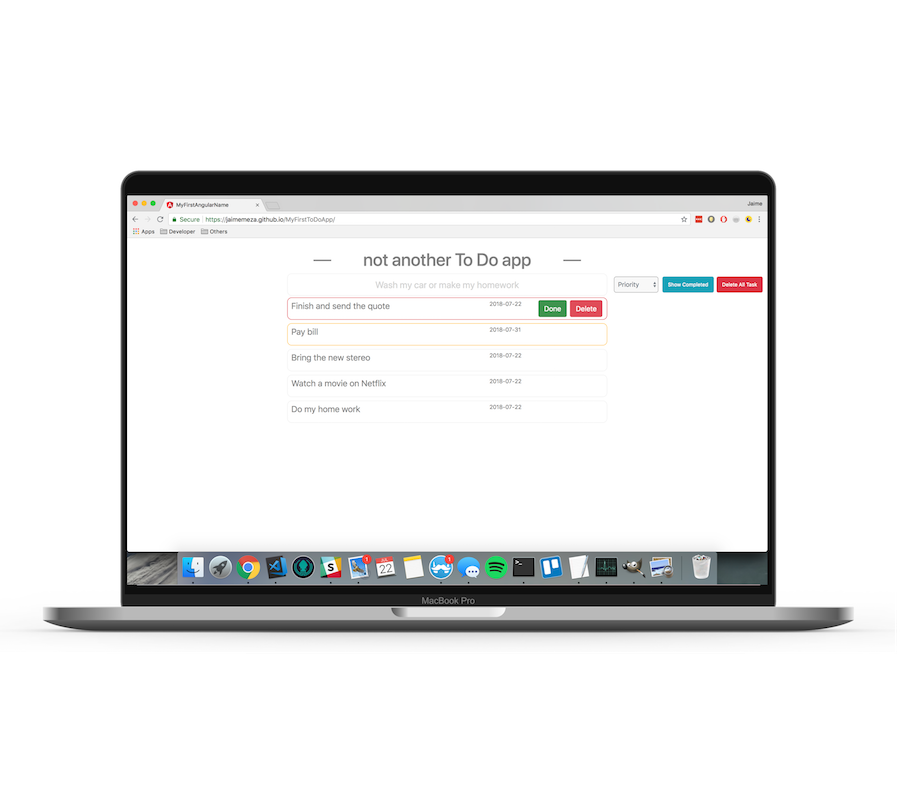 MyFirstAngularName
Jaime
Secure https://jaimemeza.github.io/MyFirstToDoApp/
Apps Developer Others
not another To Do app
Wash my car or make my homework
Priority Show Completed Delete All Task
Finish and send the quote 2018-07-22 Done Delete
Pay bill 2018-07-31
Bring the new stereo 2018-07-22
Watch a movie on Netflix 2018-07-22
Do my home work 2018-07-22
22
MacBook Pro